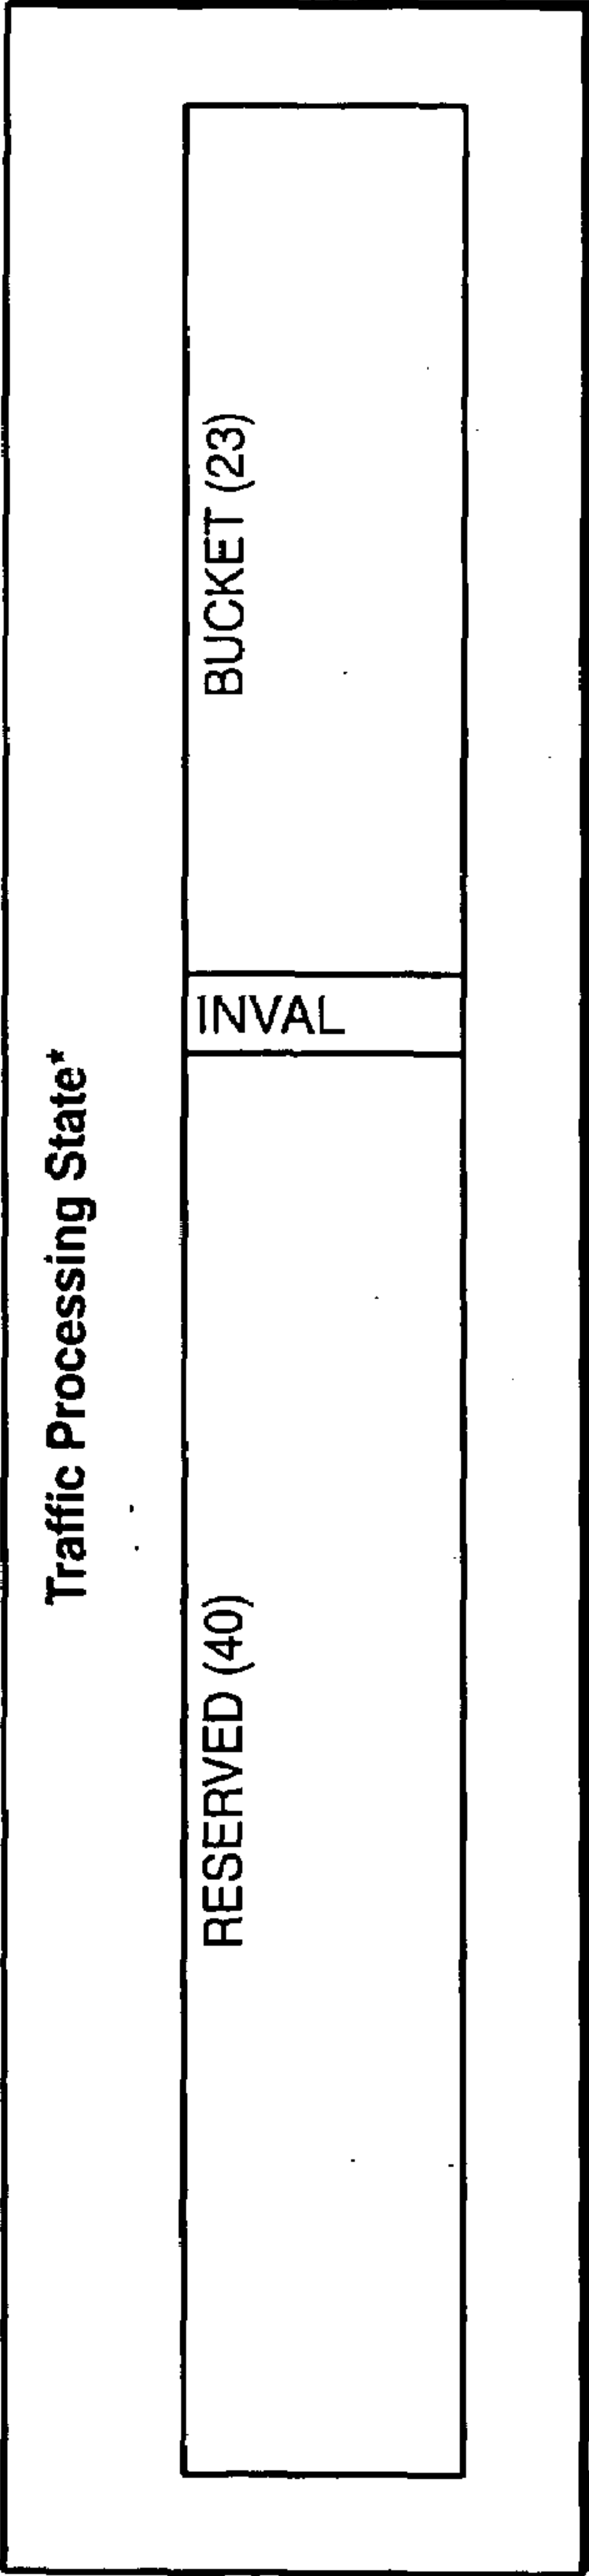 Traffic Processing State*
RESERVED (40)
INVAL
BUCKET (23)